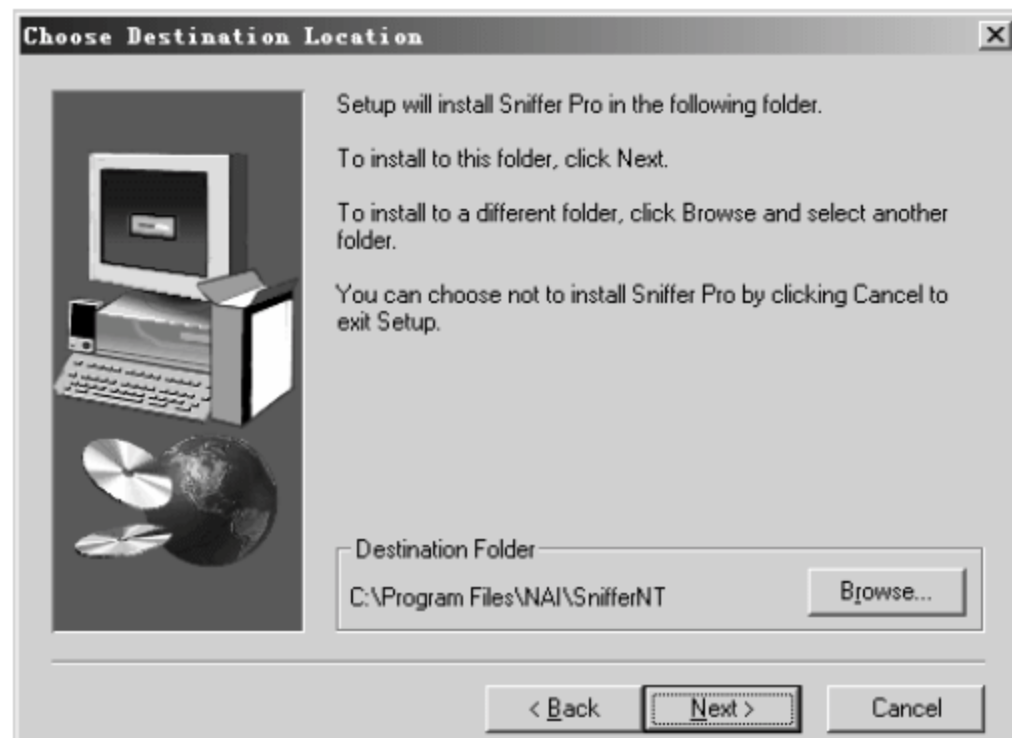 Choose Destination Location
Setup will install Sniffer Pro in the following folder.
To install to this folder, click Next.
To install to a different folder, click Browse and select another
folder.
You can choose not to install Sniffer Pro by clicking Cancel to
exit Setup.
Destination Folder
C:\Program Files\NAI\SnifferNT
Browse...
< Back
Next >
Cancel